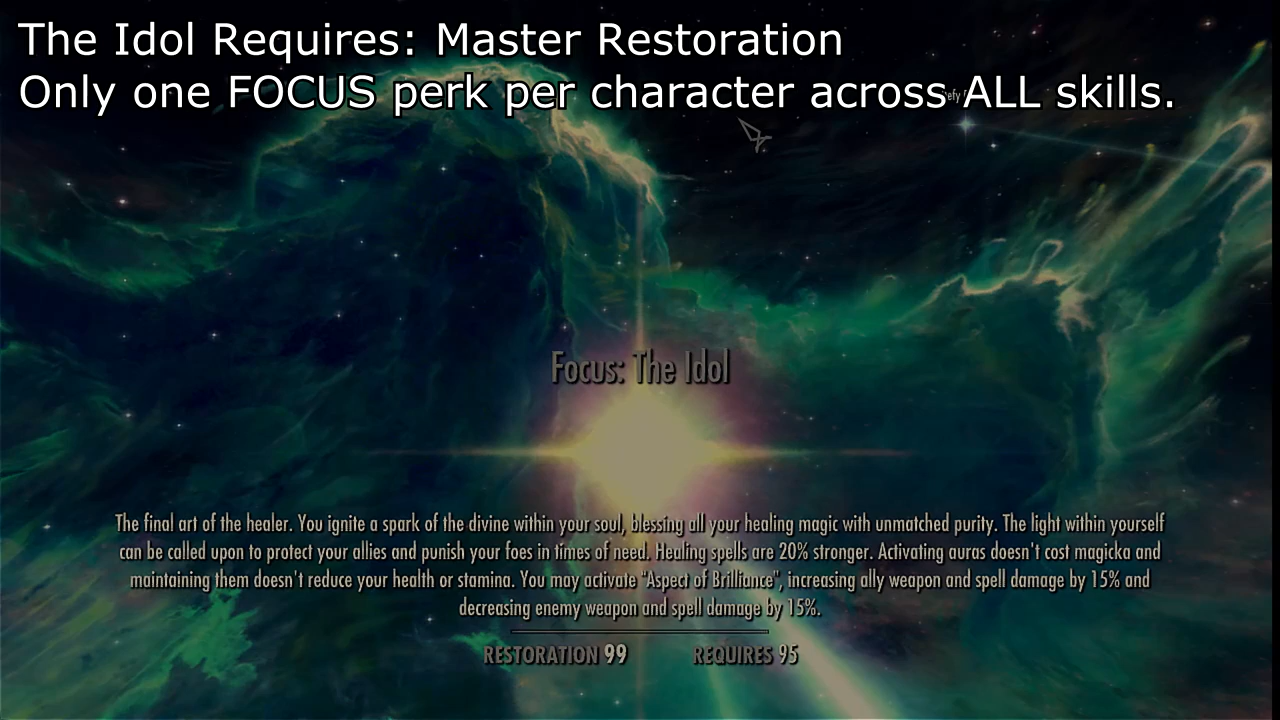 The Idol Requires: Master Restoration
Only one FOCUS perk per character across ALL skills.
Focus: The Idol
The final art of the healer. You ignite a spark of the divine within your soul, blessing all your healing magic with unmatched purity. The light within yourself
can be called upon to protect your allies and punish your foes in times of need. Healing spells are 20% stronger. Activating auras doesn't cost magicka and
maintaining them doesn't reduce your health or stamina. You may activate "Aspect of Brilliance", increasing ally weapon and spell damage by 15% and
decreasing enemy weapon and spell damage by 15%.
RESTORATION 99 REQUIRES 95